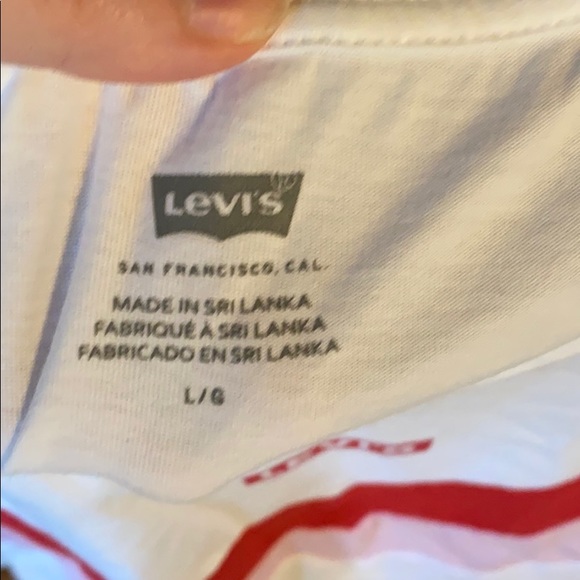 Levi's
SAN FRANCISCO, CAL.
MADE IN SRI LANKA
FABRIQUÉ À SRI LANKA
FABRICADO EN SRI LANKA
L/G